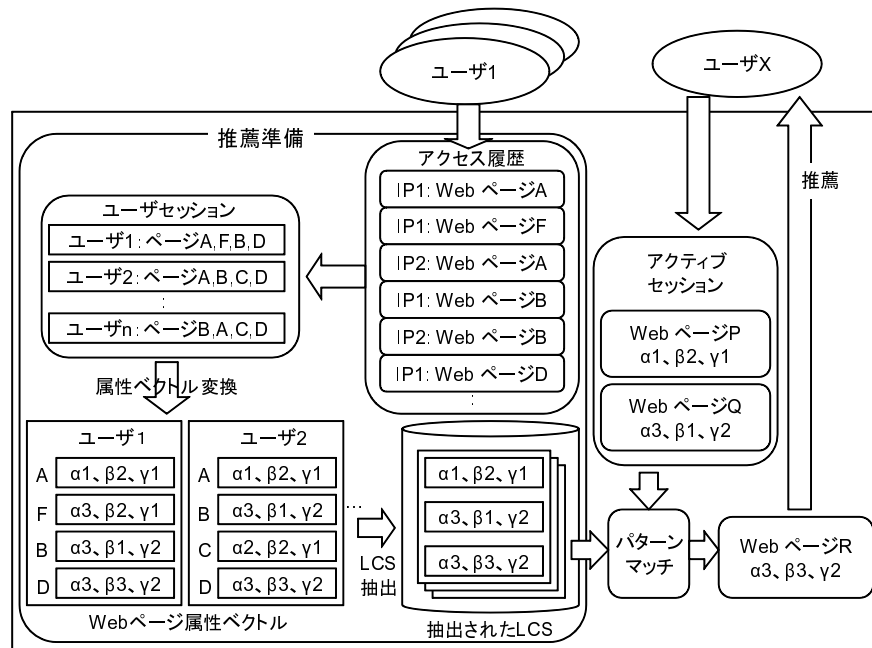 ユーザ1
ユーザX
推薦準備
アクセス履歴
IP1: Web ページA
IP1: Web ページF
IP2: Web ページA
IP1: Web ページB
IP2: Web ページB
IP1: Web ページD
:
ユーザセッション
ユーザ1: ページA,F,B,D
ユーザ2: ページA,B,C,D
:
ユーザn: ページB,A,C,D
属性ベクトル変換
ユーザ1
A α1、β2、γ1
F α3、β2、γ1
B α3、β1、γ2
D α3、β3、γ2
ユーザ2
A α1、β2、γ1
B α3、β1、γ2
C α2、β2、γ1
D α3、β3、γ2
…
Webページ属性ベクトル
LCS
抽出
α1、β2、γ1
α3、β1、γ2
α3、β3、γ2
抽出されたLCS
アクティブ
セッション
Web ページP
α1、β2、γ1
Web ページQ
α3、β1、γ2
パターン
マッチ
Web ページR
α3、β3、γ2
推薦